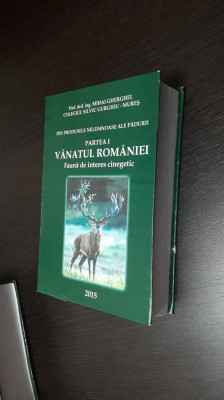 Prof. drd. ing. MIHAI GHERGHEL
COLEGIUL SILVIC GURGHIU - MUREȘ
DIN PRODUSELE NELEMNOASE ALE PĂDURII
PARTEA I
VÂNATUL ROMÂNIEI
Faună de interes cinegetic
2015